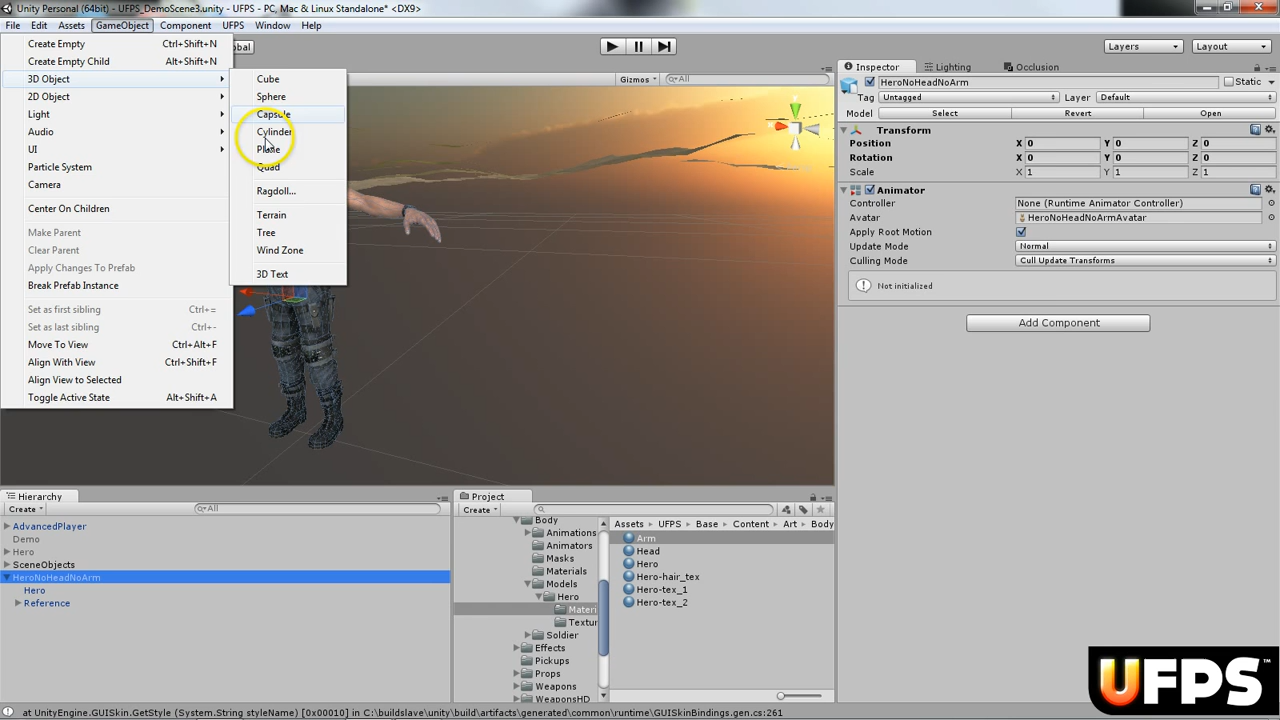 Unity Personal (64bit) - UFPS_DemoScene3.unity - UFPS - PC, Mac & Linux Standalone* <DX9>
File Edit Assets GameObject Component UFPS Window Help
Create Empty Ctrl+Shift+N
Create Empty Child Alt+Shift+N
3D Object
2D Object
Light
Audio
UI
Particle System
Camera
Center On Children
Make Parent
Clear Parent
Apply Changes To Prefab
Break Prefab Instance
Set as first sibling Ctrl+=
Set as last sibling Ctrl+-
Move To View Ctrl+Alt+F
Align With View Ctrl+Shift+F
Align View to Selected
Toggle Active State Alt+Shift+A
Cube
Sphere
Capsule
Cylinder
Plane
Quad
Ragdoll...
Terrain
Tree
Wind Zone
3D Text
obal
Layers Layout
Gizmos All
Inspector Lighting Occlusion
HeroNoHeadNoArm Static
Tag Untagged Layer Default
Model Select Revert Open
Transform
Position X 0 Y 0 Z 0
Rotation X 0 Y 0 Z 0
Scale X 1 Y 1 Z 1
Animator
Controller None (Runtime Animator Controller)
Avatar HeroNoHeadNoArmAvatar
Apply Root Motion
Update Mode Normal
Culling Mode Cull Update Transforms
Not initialized
Add Component
Hierarchy
Create All
AdvancedPlayer
Demo
Hero
SceneObjects
HeroNoHeadNoArm
Hero
Reference
Project
Create
Body
Animations
Animators
Masks
Materials
Models
Hero
Materi
Textur
Soldier
Effects
Pickups
Props
Weapons
WeaponsHD
Assets UFPS Base Content Art Body
Arm
Head
Hero
Hero-hair_tex
Hero-tex_1
Hero-tex_2
UFPS™
at UnityEngine.GUISkin.GetStyle (System.String styleName) [0x00010] in C:\buildslave\unity\build\artifacts\generated\common\runtime\GUISkinBindings.gen.cs:261